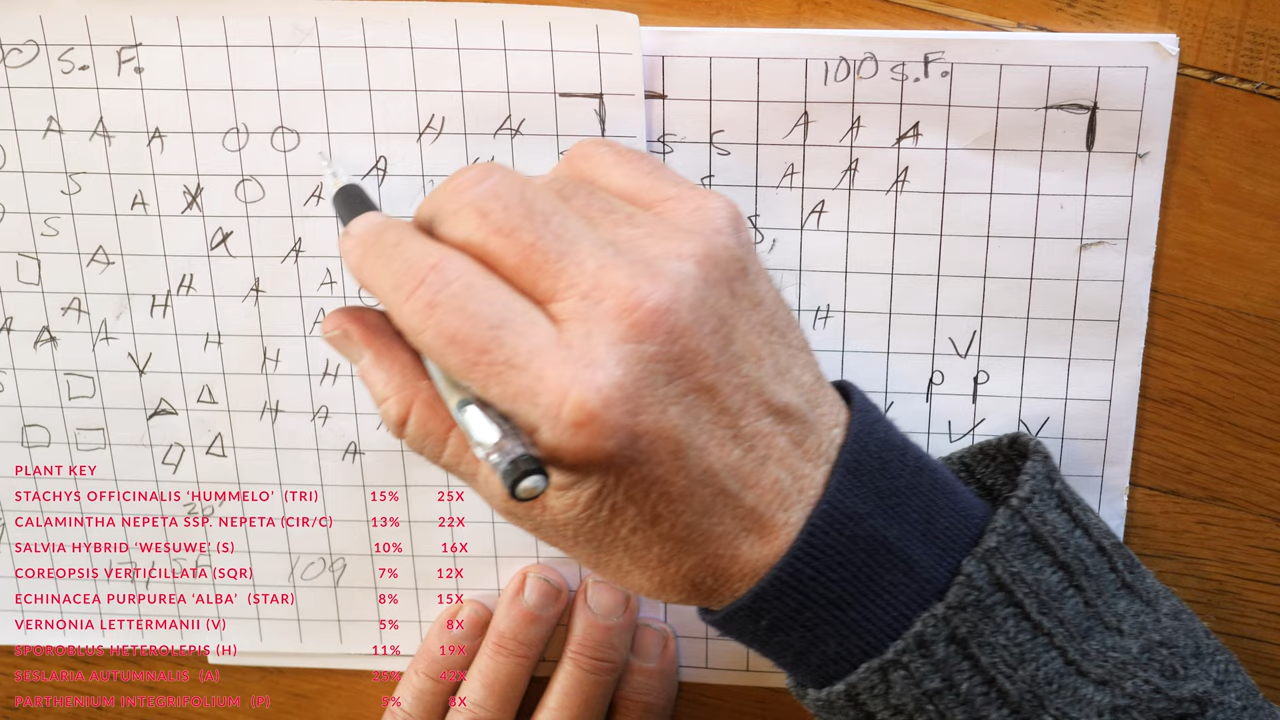 S. F.
100 S.F.
A A A O O H H S S A A A
S A O A A A A A
S A A S, A
A H H A A H
A A A H A V
V H H P P
H A V V
A
PLANT KEY
STACHYS OFFICINALIS ‘HUMMELO’ (TRI) 15% 25X
CALAMINTHA NEPETA SSP. NEPETA (CIR/C) 13% 22X
SALVIA HYBRID ‘WESUWE’ (S) 10% 16X
COREOPSIS VERTICILLATA (SQR) 7% 12X
109
ECHINACEA PURPUREA ‘ALBA’ (STAR) 8% 15X
VERNONIA LETTERMANII (V) 5% 8X
SPOROBLUS HETEROLEPIS (H) 11% 19X
SESLARIA AUTUMNALIS (A) 25% 42X
PARTHENIUM INTEGRIFOLIUM (P) 5% 8X